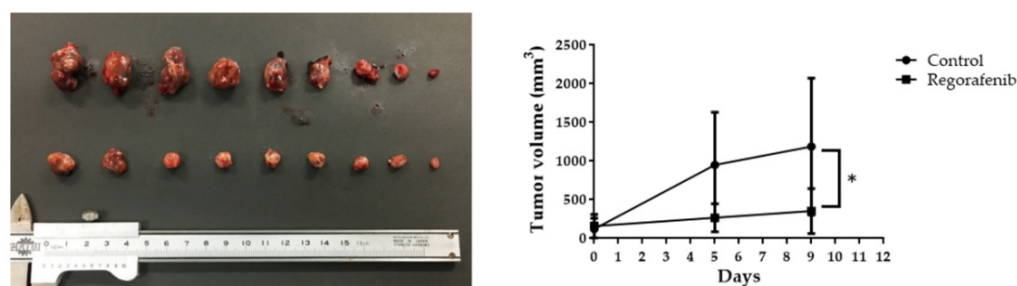 0 1 2 3 4 5 6 7 8 9 10 11 12 13 14 15
Tumor volume (mm³)
2500
2000
1500
1000
500
0
0 1 2 3 4 5 6 7 8 9 10 11 12
Days
Control
Regorafenib
*